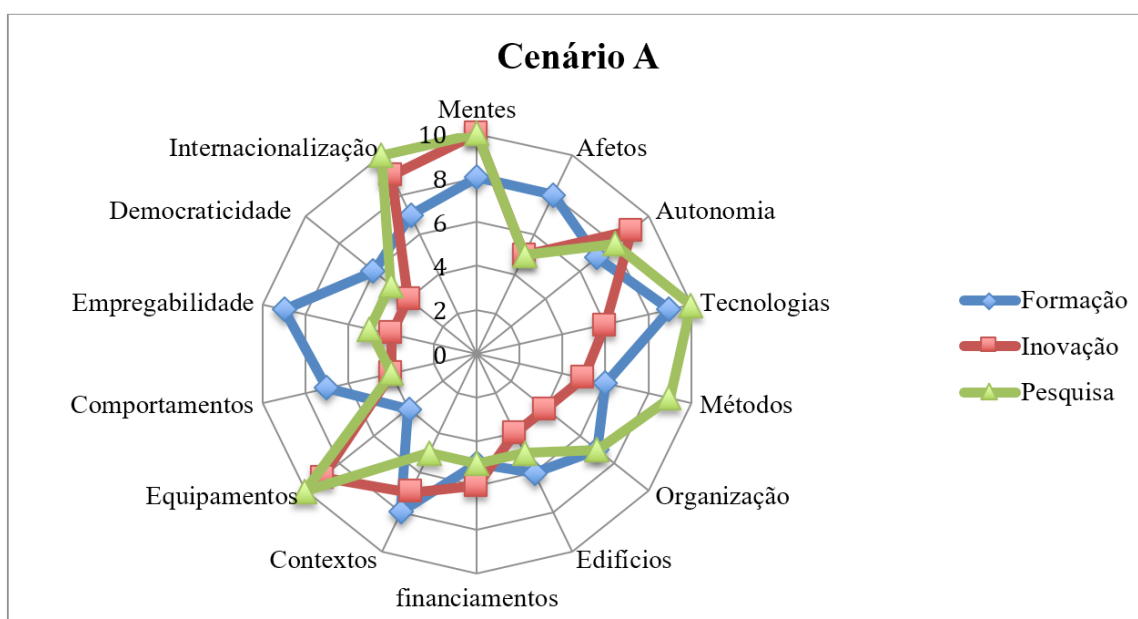 Cenário A
Mentes
Afetos
Autonomia
Tecnologias
Métodos
Organização
Edifícios
financiamentos
Contextos
Equipamentos
Comportamentos
Empregabilidade
Democraticidade
Internacionalização
10
8
6
4
2
0
Formação
Inovação
Pesquisa